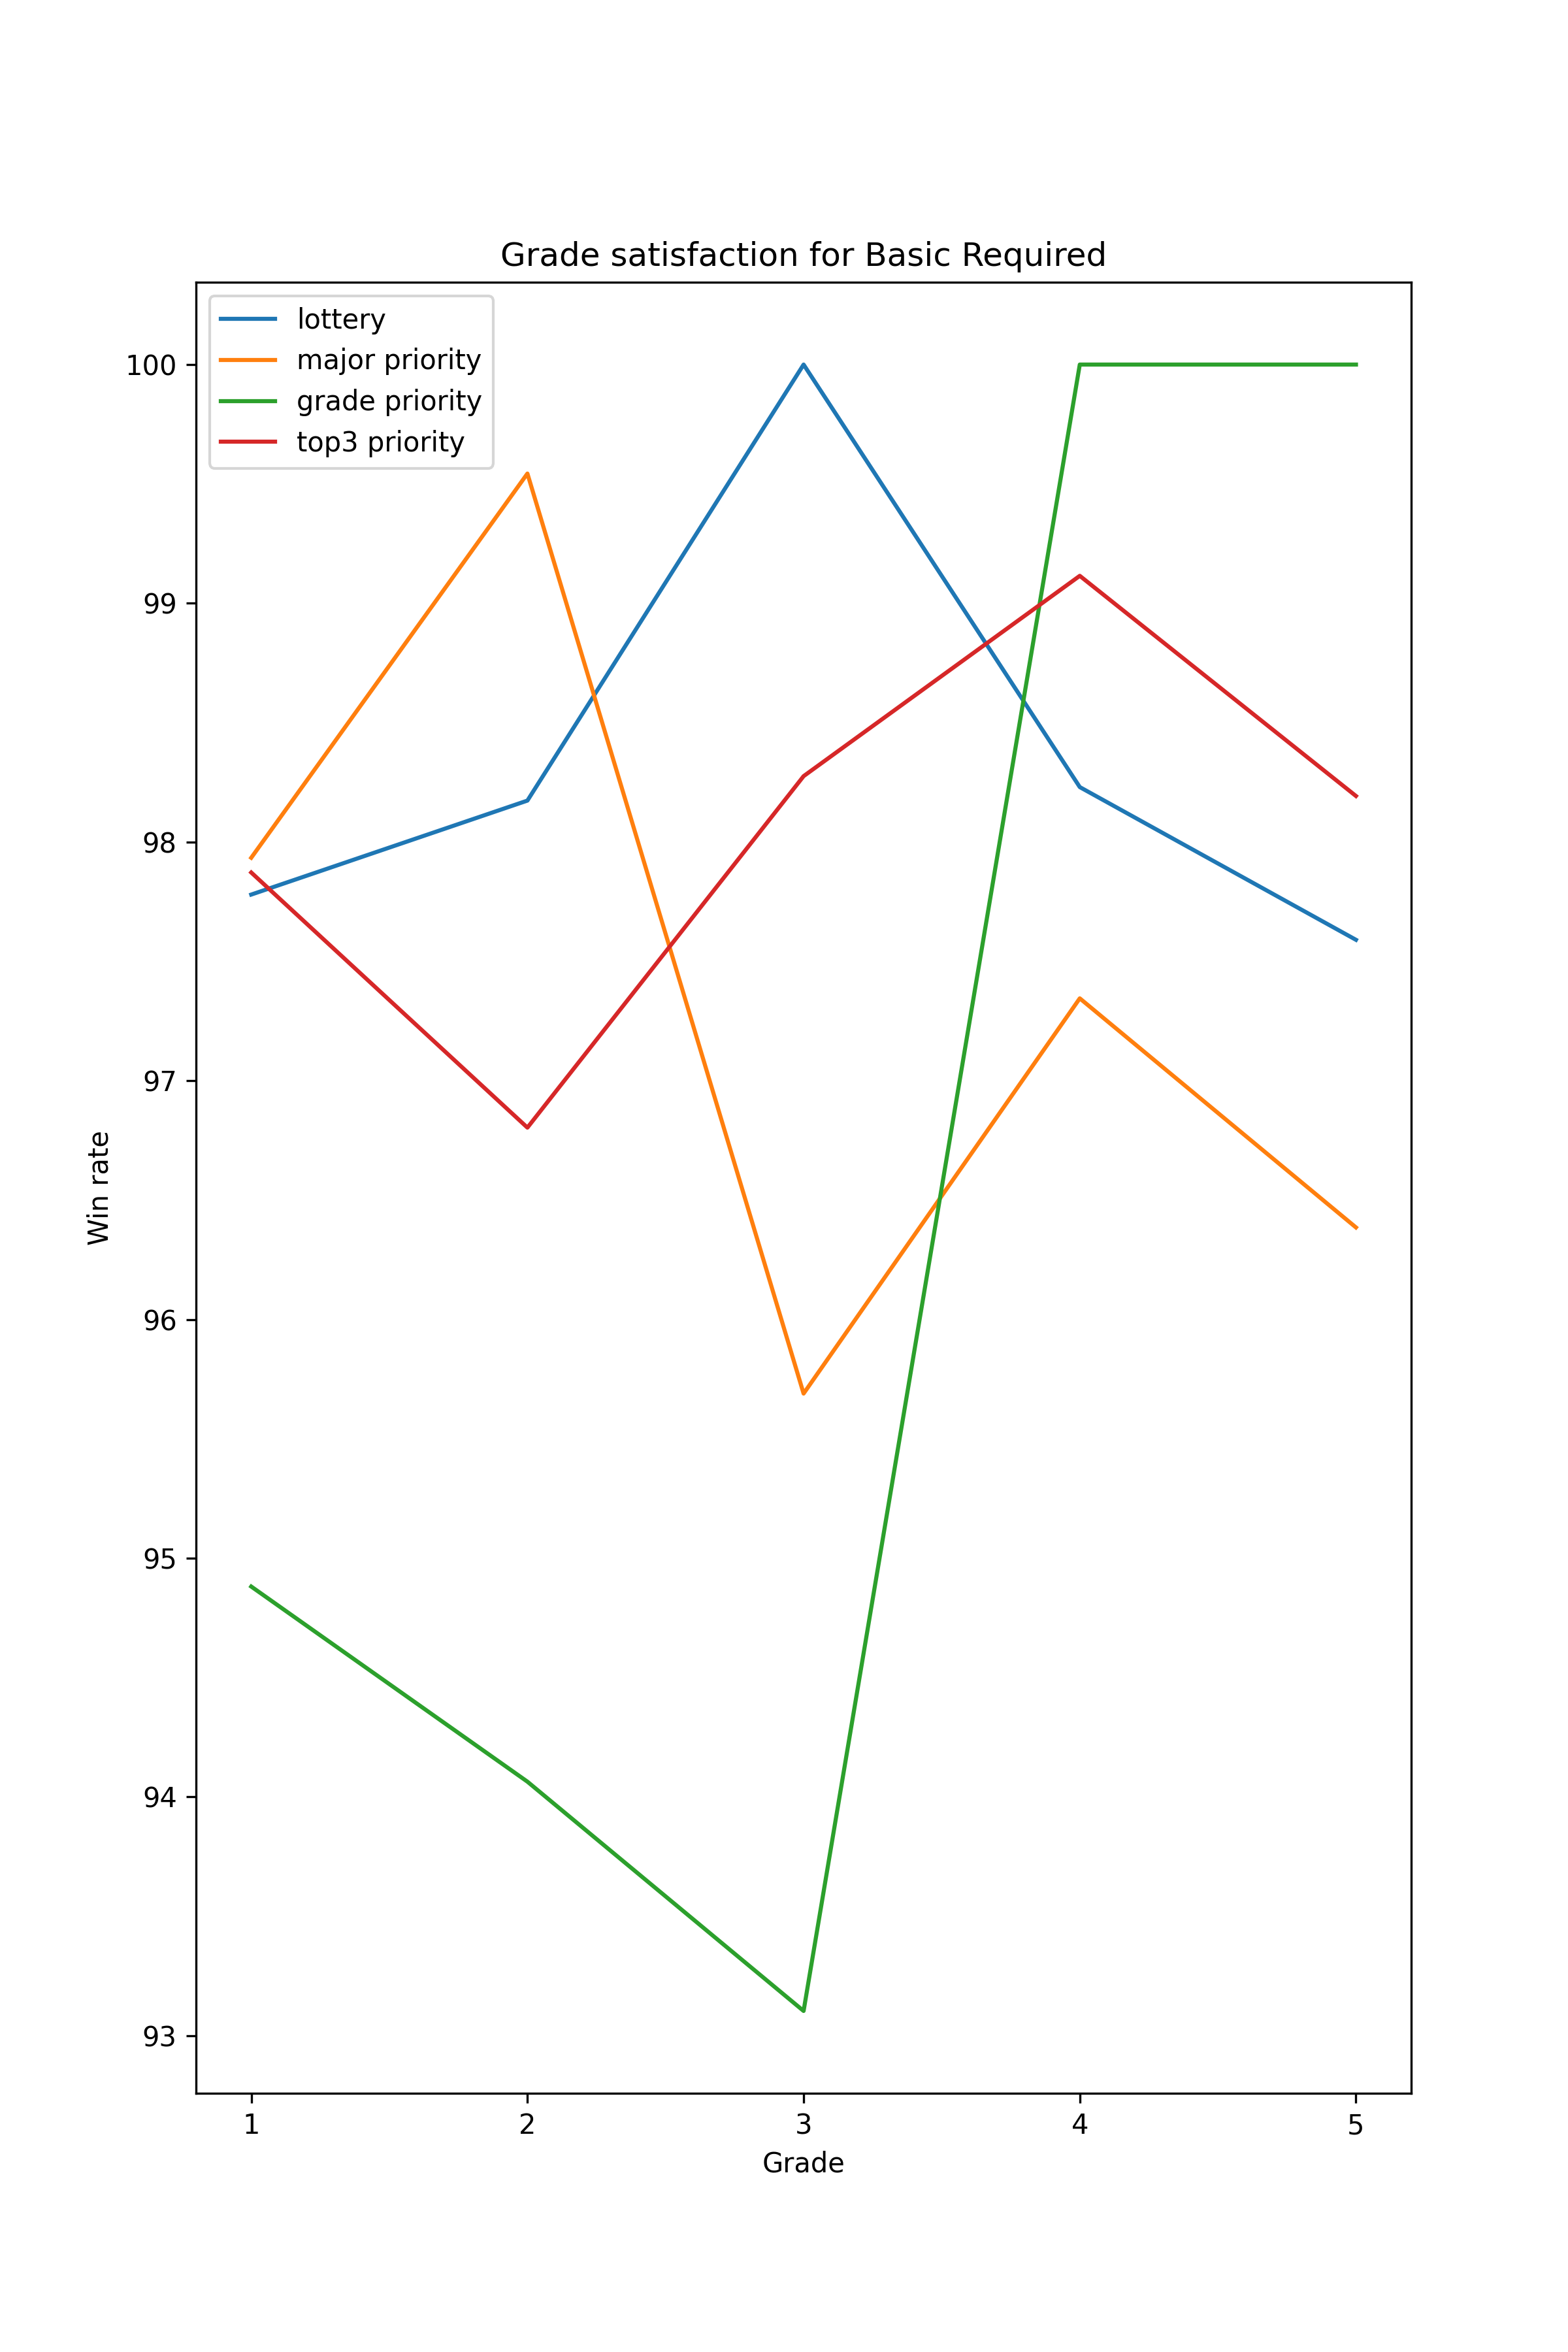 Grade satisfaction for Basic Required
lottery
major priority
grade priority
top3 priority
100
99
98
97
96
95
94
93
Win rate
1 2 3 4 5
Grade